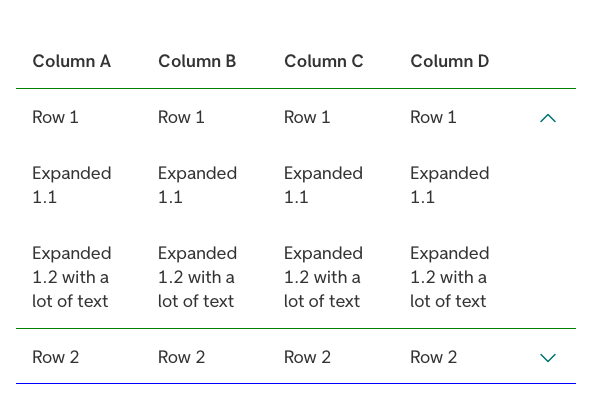 Column A Column B Column C Column D
Row 1 Row 1 Row 1 Row 1
Expanded Expanded Expanded Expanded
1.1 1.1 1.1 1.1
Expanded Expanded Expanded Expanded
1.2 with a 1.2 with a 1.2 with a 1.2 with a
lot of text lot of text lot of text lot of text
Row 2 Row 2 Row 2 Row 2